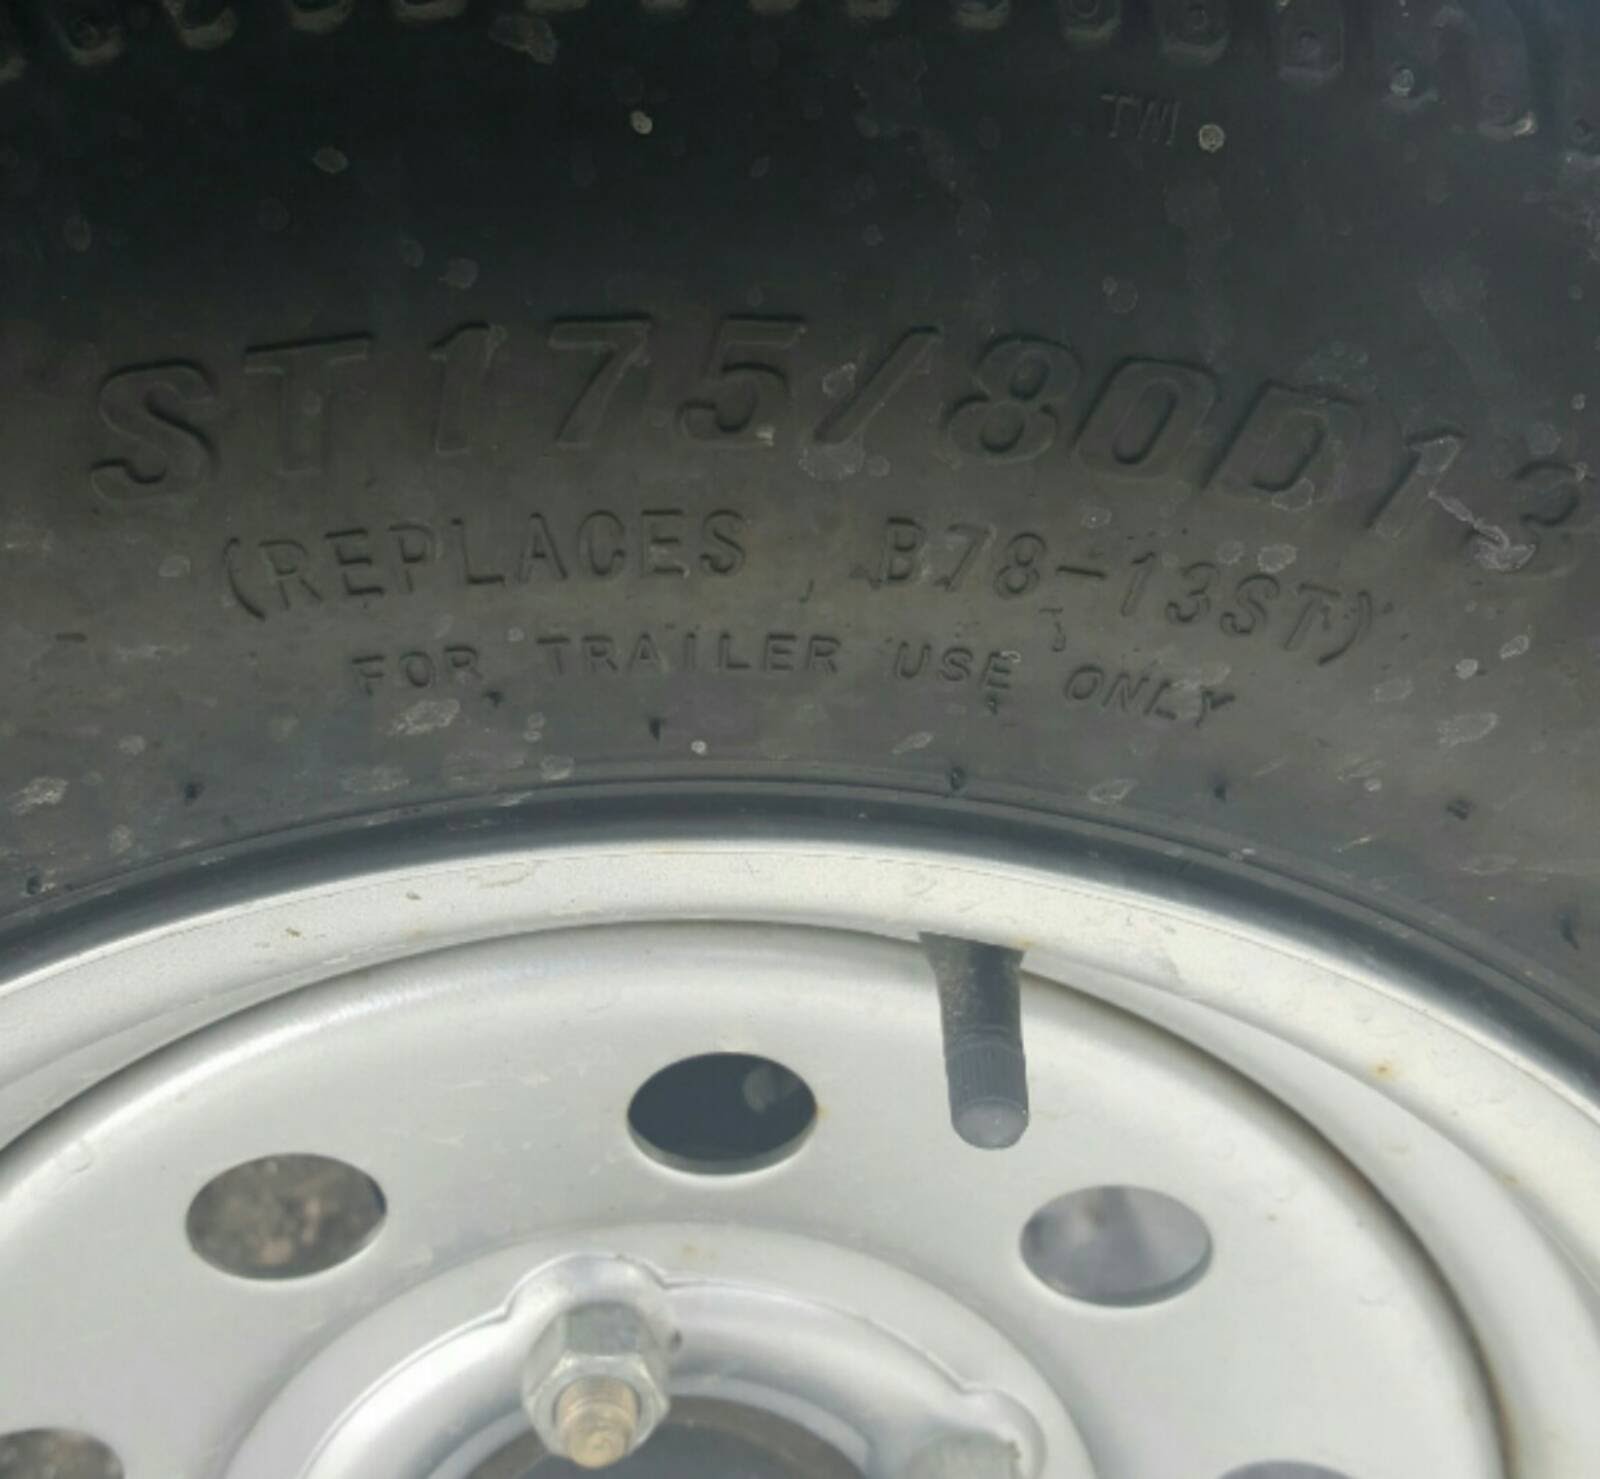 TWI
ST175/80D13
(REPLACES B78-13ST)
FOR TRAILER USE ONLY